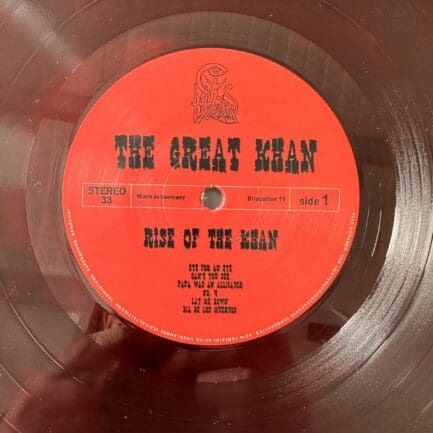 THE GREAT KHAN
STEREO
33
Made in Germany
Bilocation 11
side 1
RISE OF THE KHAN
EYE FOR AN EYE
CAN'T YOU SEE
PAPA WAS AN ALLIGATOR
NO. 9
LAY ME DOWN
DIA DE LOS MUERTOS